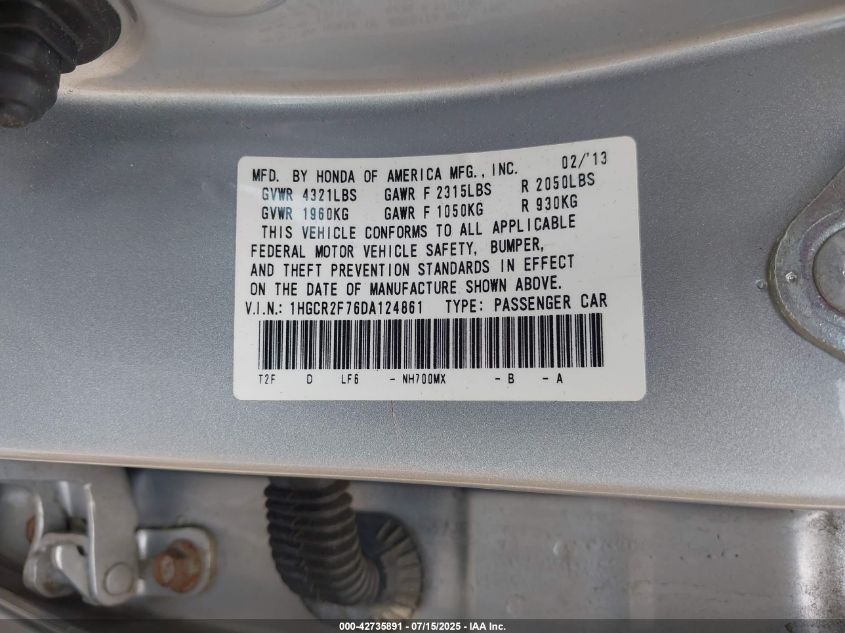 MFD. BY HONDA OF AMERICA MFG., INC. 02/'13
GVWR 4321LBS GAWR F 2315LBS R 2050LBS
GVWR 1960KG GAWR F 1050KG R 930KG
THIS VEHICLE CONFORMS TO ALL APPLICABLE
FEDERAL MOTOR VEHICLE SAFETY, BUMPER,
AND THEFT PREVENTION STANDARDS IN EFFECT
ON THE DATE OF MANUFACTURE SHOWN ABOVE.
V.I.N.: 1HGCR2F76DA124861 TYPE: PASSENGER CAR
T2F D LF6 - NH700MX - B - A
000-42735891 - 07/15/2025 - IAA Inc.